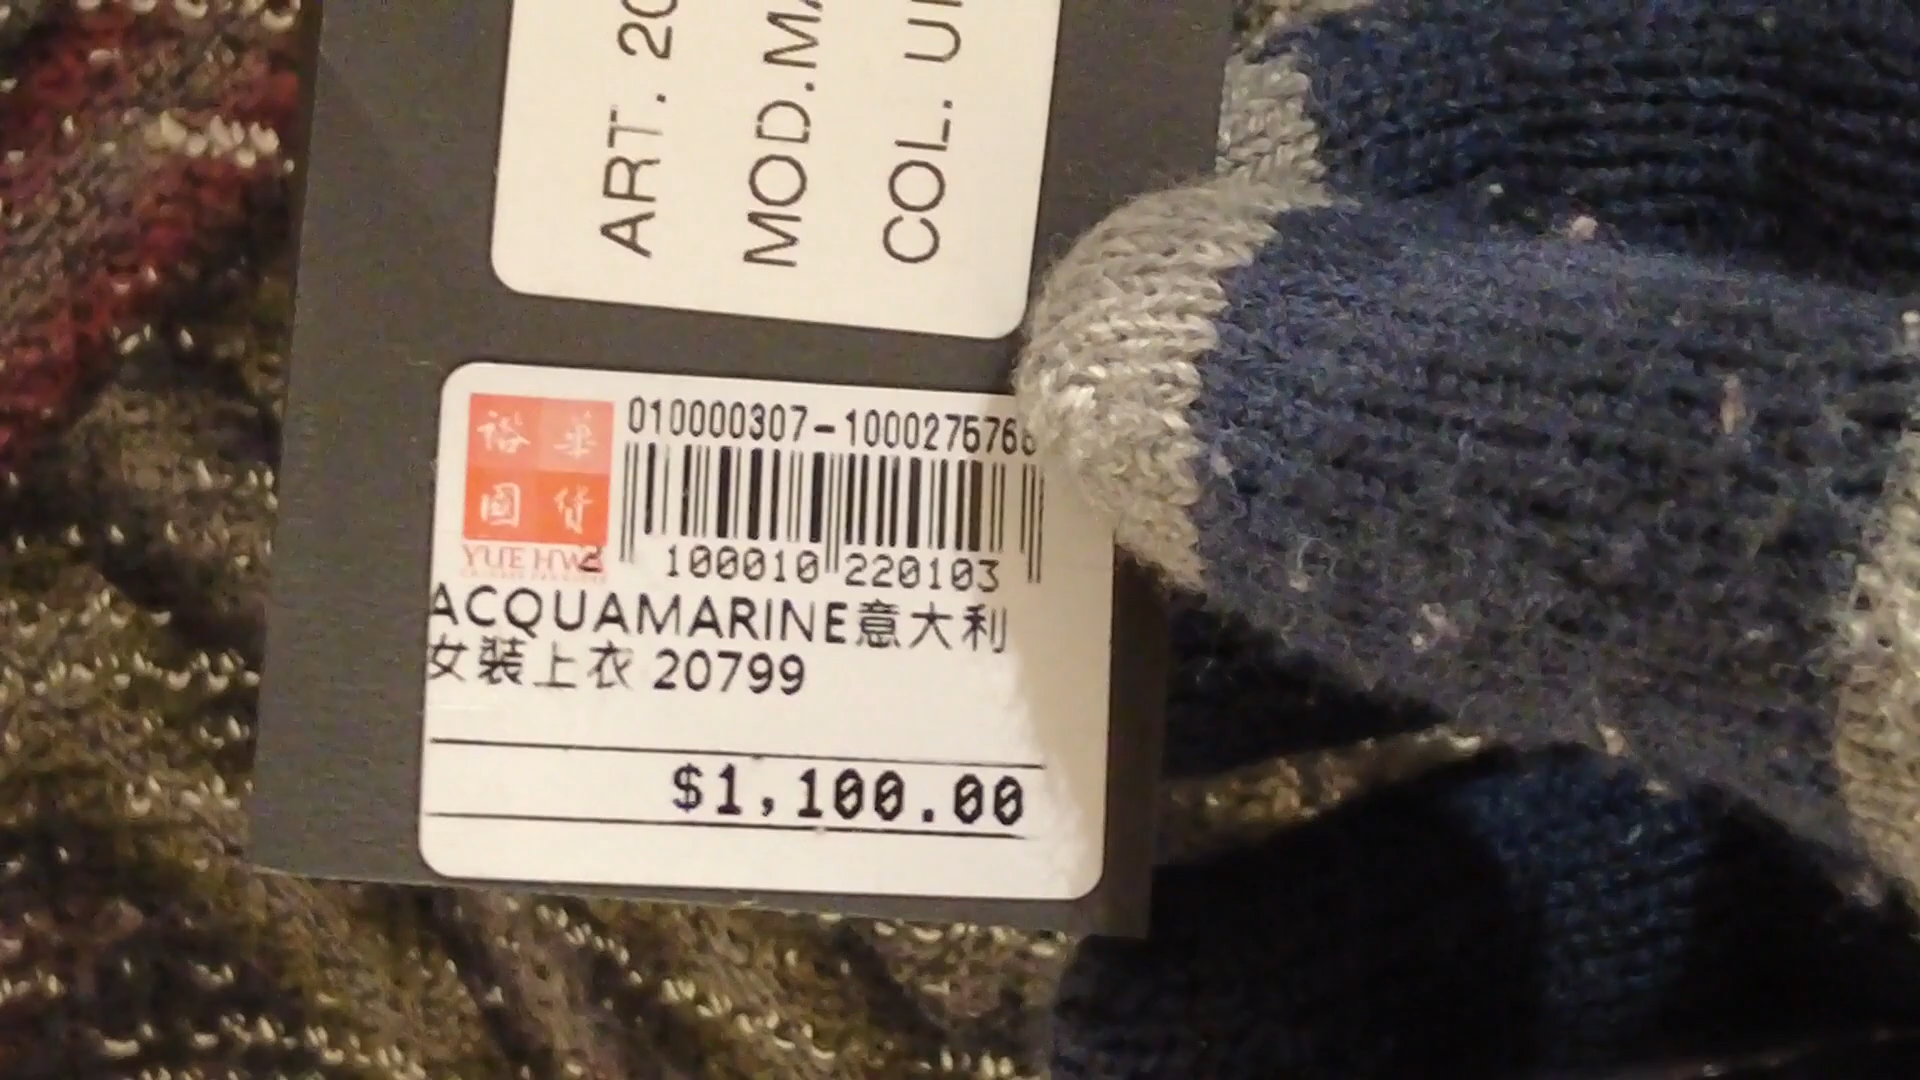 ART. 20
MOD.MA
COL. U
裕華
國貨
YUE HWA
010000307-1000275768
100010 220103
ACQUAMARINE意大利
女裝上衣 20799
$1,100.00